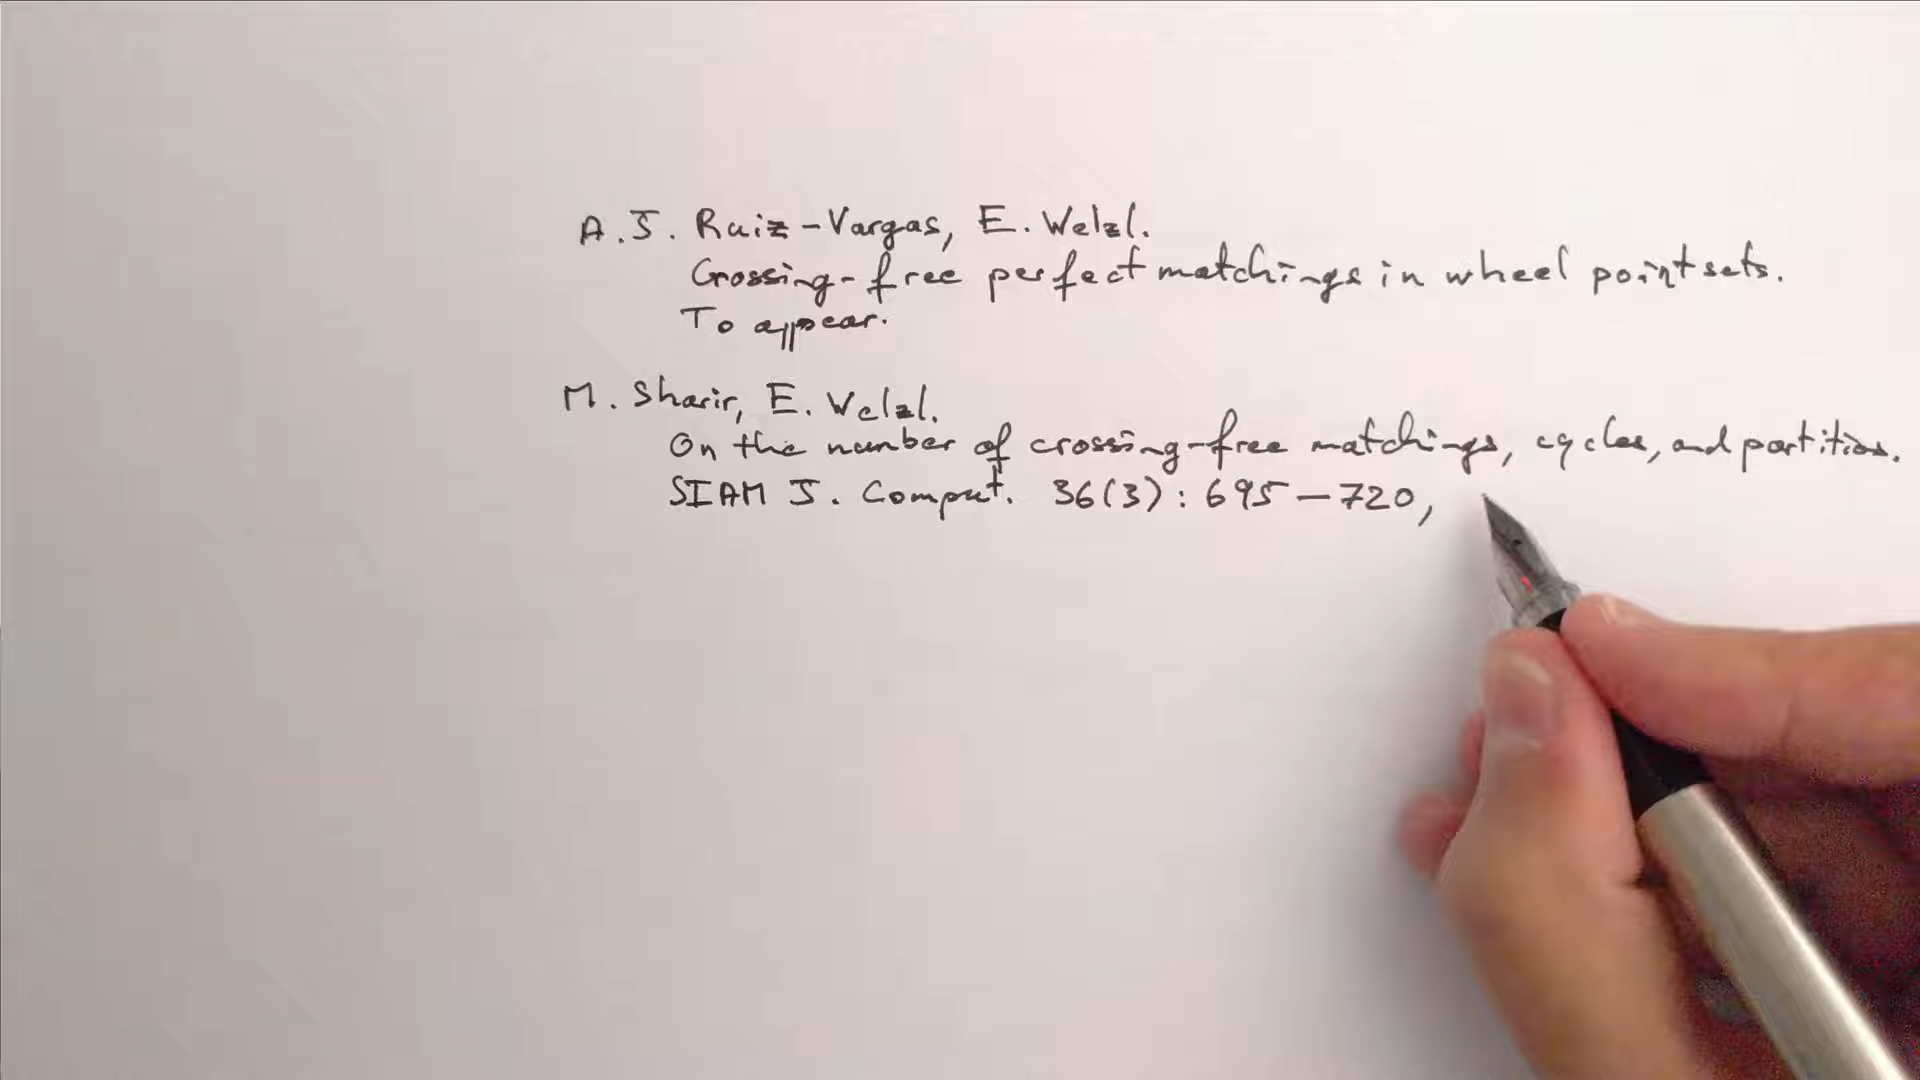 A. J. Ruiz-Vargas, E. Welzl.
Crossing-free perfect matchings in wheel point sets.
To appear.
M. Sharir, E. Welzl.
On the number of crossing-free matchings, cycles, and partitions.
SIAM J. Comput. 36(3): 695 – 720,